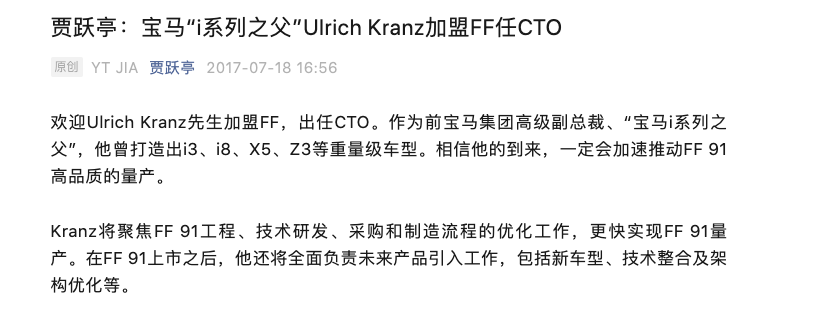 贾跃亭：宝马“i系列之父”Ulrich Kranz加盟FF任CTO
原创 YT JIA 贾跃亭 2017-07-18 16:56
欢迎Ulrich Kranz先生加盟FF，出任CTO。作为前宝马集团高级副总裁、“宝马i系列之
父”，他曾打造出i3、i8、X5、Z3等重量级车型。相信他的到来，一定会加速推动FF 91
高品质的量产。
Kranz将聚焦FF 91工程、技术研发、采购和制造流程的优化工作，更快实现FF 91量
产。在FF 91上市之后，他还将全面负责未来产品引入工作，包括新车型、技术整合及架
构优化等。